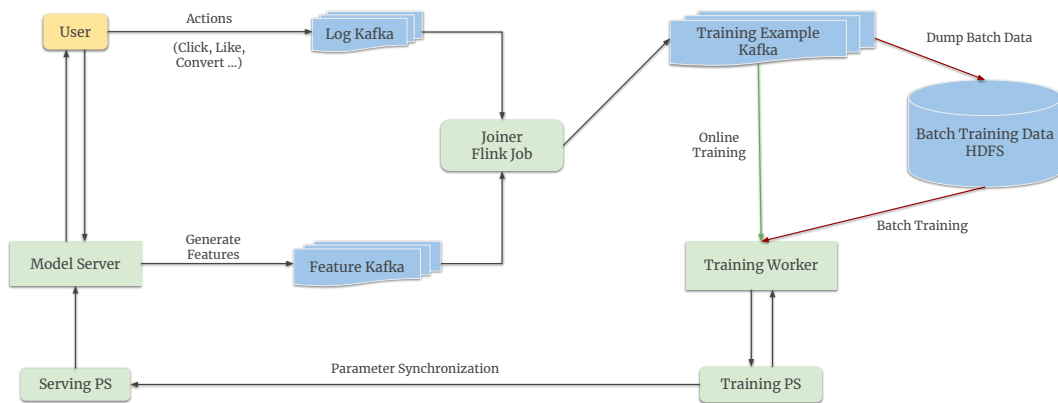 User
Actions
(Click, Like,
Convert ...)
Log Kafka
Training Example
Kafka
Dump Batch Data
Joiner
Flink Job
Online
Training
Batch Training Data
HDFS
Batch Training
Model Server
Generate
Features
Feature Kafka
Training Worker
Serving PS
Parameter Synchronization
Training PS